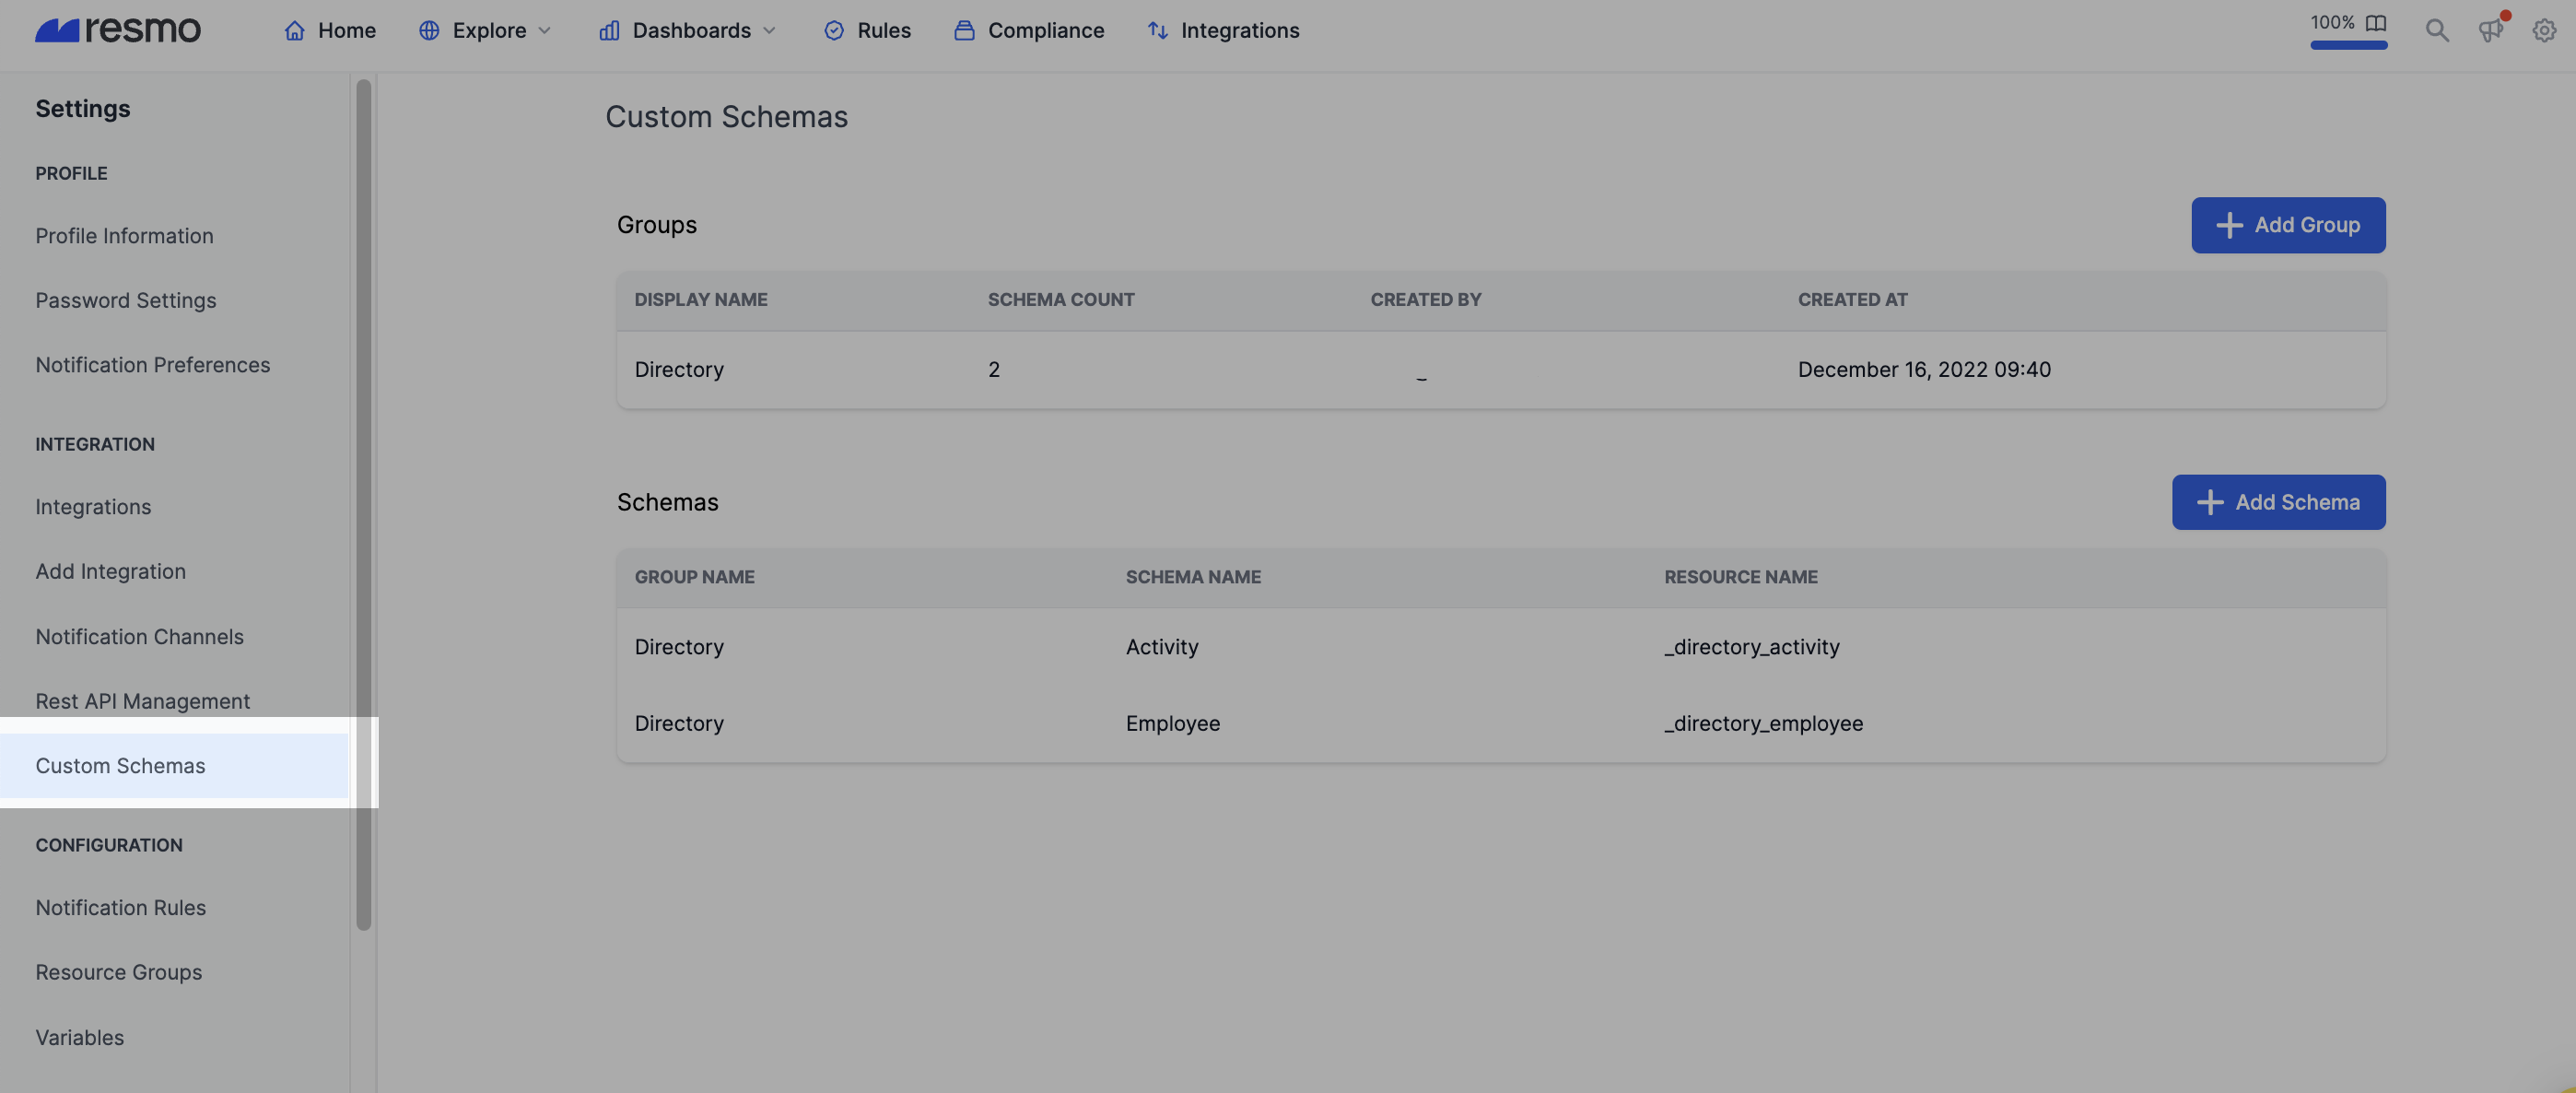 resmo Home Explore Dashboards Rules Compliance Integrations 100%
Settings
PROFILE
Profile Information
Password Settings
Notification Preferences
INTEGRATION
Integrations
Add Integration
Notification Channels
Rest API Management
Custom Schemas
CONFIGURATION
Notification Rules
Resource Groups
Variables
Custom Schemas
Groups
Add Group
DISPLAY NAME SCHEMA COUNT CREATED BY CREATED AT
Directory 2 December 16, 2022 09:40
Schemas
Add Schema
GROUP NAME SCHEMA NAME RESOURCE NAME
Directory Activity _directory_activity
Directory Employee _directory_employee